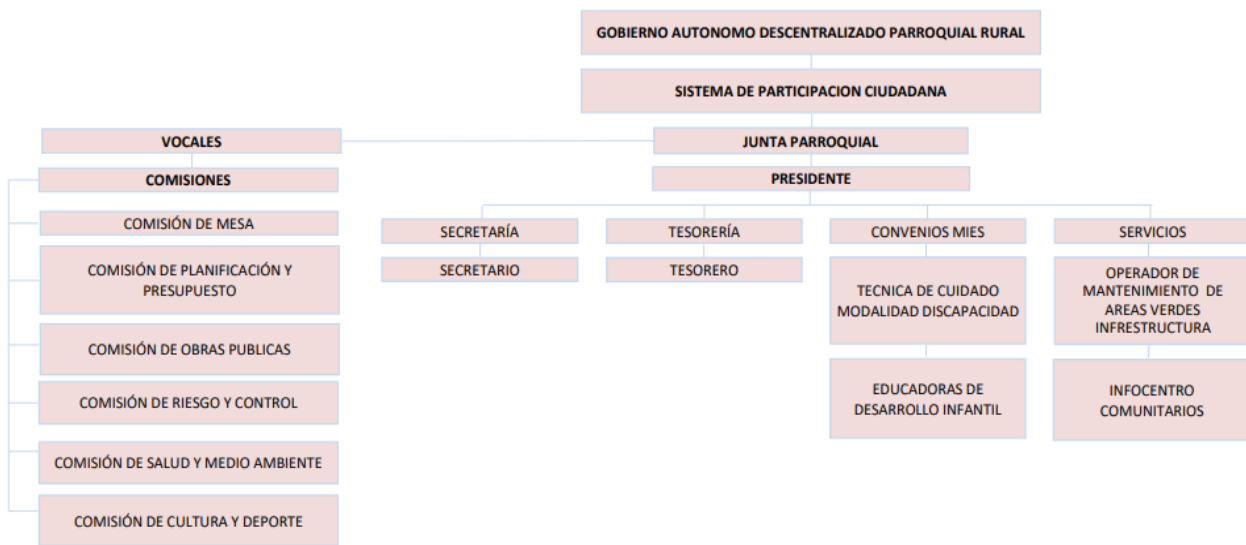 GOBIERNO AUTONOMO DESCENTRALIZADO PARROQUIAL RURAL
SISTEMA DE PARTICIPACION CIUDADANA
VOCALES
JUNTA PARROQUIAL
COMISIONES
PRESIDENTE
COMISIÓN DE MESA
COMISIÓN DE PLANIFICACIÓN Y
PRESUPUESTO
COMISIÓN DE OBRAS PUBLICAS
COMISIÓN DE RIESGO Y CONTROL
COMISIÓN DE SALUD Y MEDIO AMBIENTE
COMISIÓN DE CULTURA Y DEPORTE
SECRETARÍA
SECRETARIO
TESORERÍA
TESORERO
CONVENIOS MIES
TECNICA DE CUIDADO
MODALIDAD DISCAPACIDAD
EDUCADORAS DE
DESARROLLO INFANTIL
SERVICIOS
OPERADOR DE
MANTENIMIENTO DE
AREAS VERDES
INFRESTRUCTURA
INFOCENTRO
COMUNITARIOS